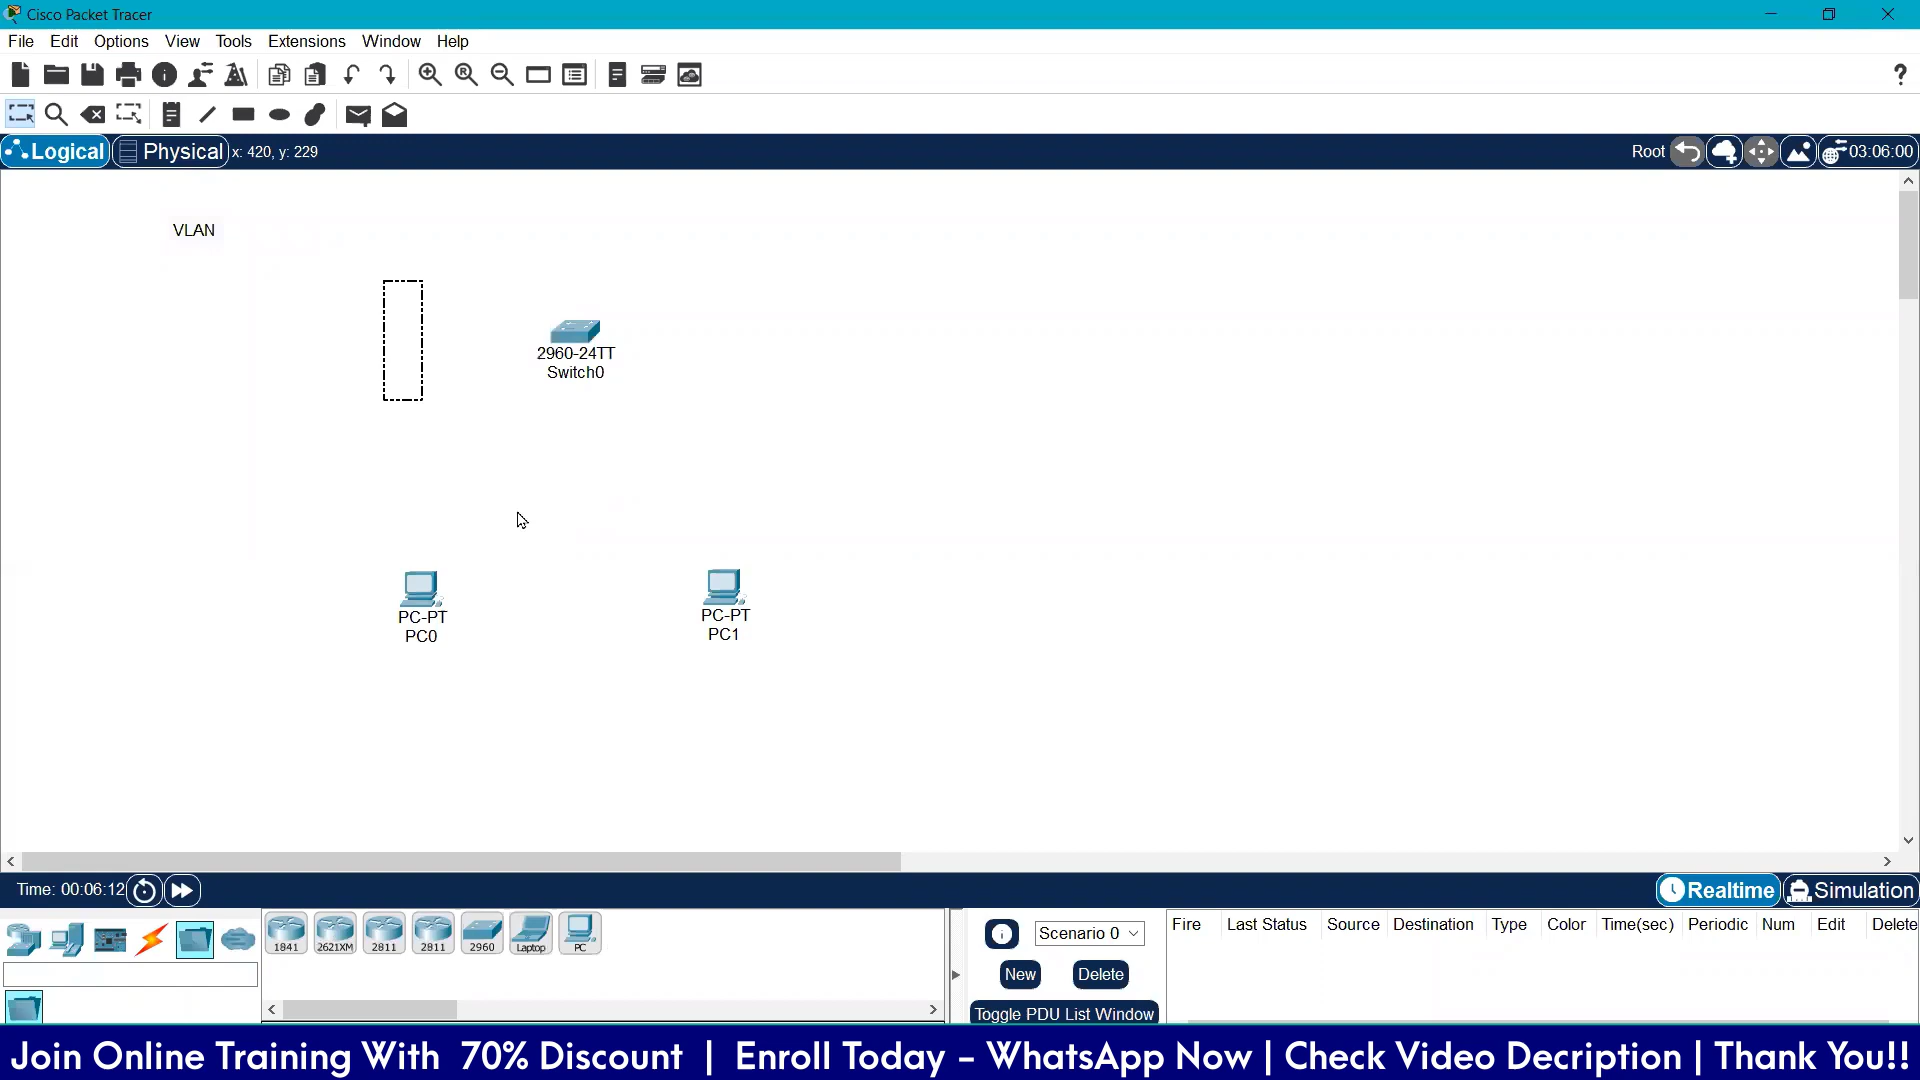 Cisco Packet Tracer
File Edit Options View Tools Extensions Window Help
?
Logical Physical x: 420, y: 229 Root 03:06:00
VLAN
2960-24TT
Switch0
PC-PT
PC0
PC-PT
PC1
Time: 00:06:12 Realtime Simulation
1841 2621XM 2811 2811 2960 Laptop PC
Scenario 0
New Delete
Toggle PDU List Window
Fire Last Status Source Destination Type Color Time(sec) Periodic Num Edit Delete
Join Online Training With 70% Discount | Enroll Today - WhatsApp Now | Check Video Decription | Thank You!!